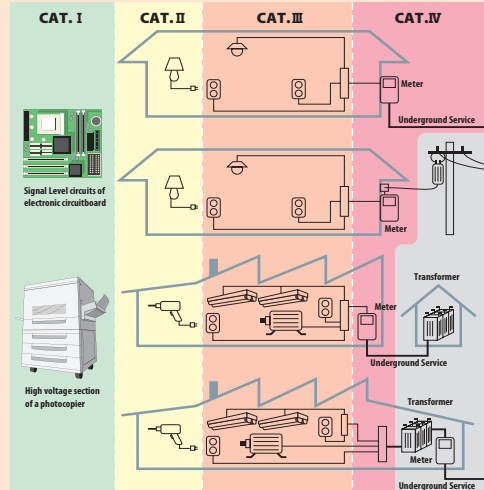 CAT. I
CAT. II
CAT. III
CAT. IV
Meter
Underground Service
Signal Level circuits of
electronic circuitboard
Meter
Transformer
Meter
Underground Service
High voltage section
of a photocopier
Transformer
Meter
Underground Service